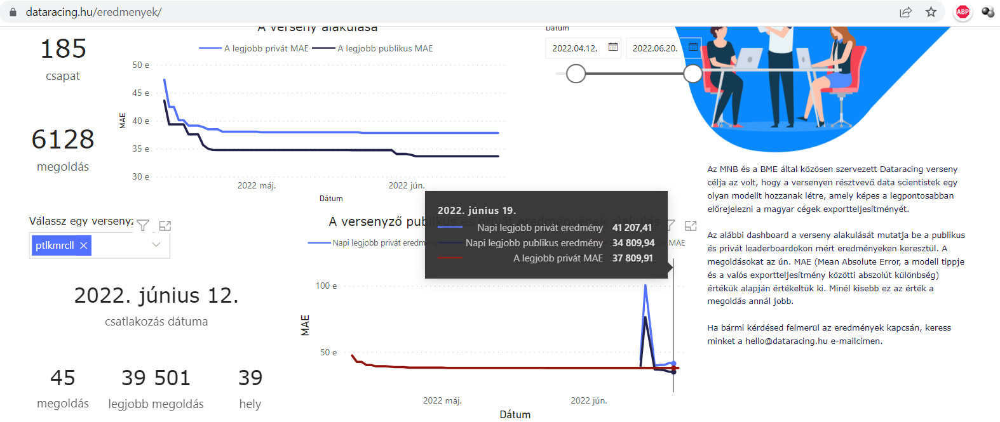 dataracing.hu/eredmenyek/
ABP
185
csapat
6128
megoldás
A verseny alakulása
A legjobb privát MAE A legjobb publikus MAE
50 e
45 e
40 e
35 e
30 e
MAE
2022 máj. 2022 jún.
Dátum
Dátum
2022.04.12. 2022.06.20.
Az MNB és a BME által közösen szervezett Dataracing verseny
célja az volt, hogy a versenyen résztvevő data scientistek egy
olyan modellt hozzanak létre, amely képes a legpontosabban
előrejelezni a magyar cégek exportteljesítményét.
Az alábbi dashboard a verseny alakulását mutatja be a publikus
és privát leaderboardokon mért eredményeken keresztül. A
megoldásokat az ún. MAE (Mean Absolute Error, a modell tippje
és a valós exportteljesítmény közötti abszolút különbség)
értékük alapján értékeltük ki. Minél kisebb ez az érték a
megoldás annál jobb.
Ha bármi kérdésed felmerül az eredmények kapcsán, keress
minket a hello@dataracing.hu e-mailcímen.
Válassz egy versenyz
ptlkmrcll
2022. június 12.
csatlakozás dátuma
45
megoldás
39 501
legjobb megoldás
39
hely
A versenyző publikus és privát eredményének alakulás
Napi legjobb privát eredm
MAE
2022. június 19.
Napi legjobb privát eredmény 41 207,41
Napi legjobb publikus eredmény 34 809,94
A legjobb privát MAE 37 809,91
100 e
50 e
MAE
2022 máj. 2022 jún.
Dátum